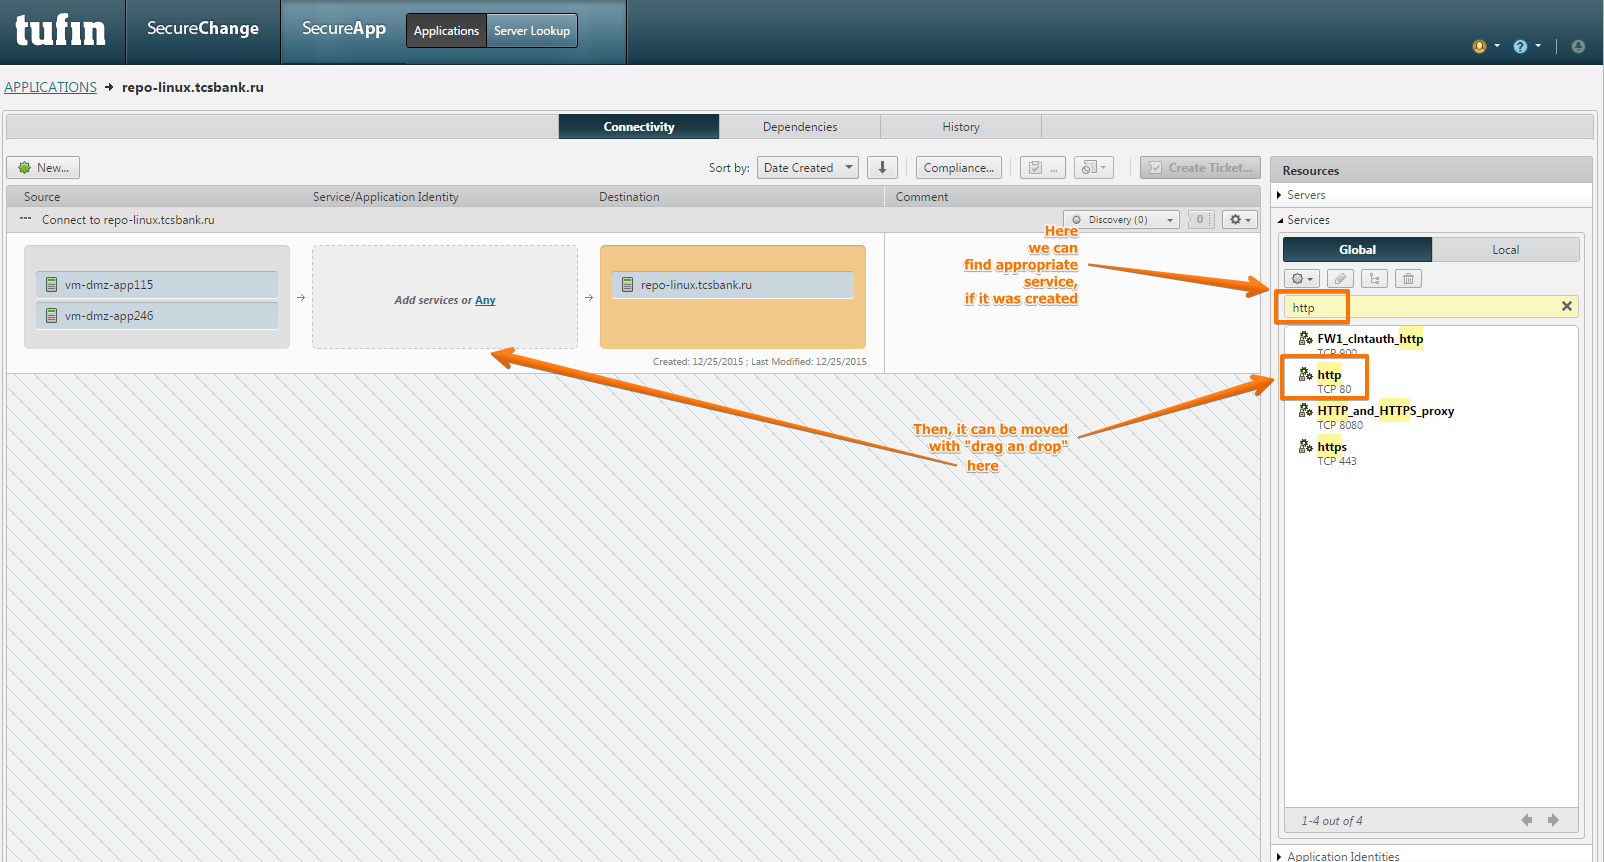 tufin
SecureChange
SecureApp
Applications
Server Lookup
?
APPLICATIONS ➔ repo-linux.tcsbank.ru
Connectivity
Dependencies
History
New...
Sort by:
Date Created
Compliance...
...
Create Ticket...
Resources
Source
Service/Application Identity
Destination
Comment
Servers
Connect to repo-linux.tcsbank.ru
Discovery (0)
0
Services
Here
we can
find appropriate
service,
if it was created
Global
Local
vm-dmz-app115
vm-dmz-app246
Add services or Any
repo-linux.tcsbank.ru
http
Created: 12/25/2015 ; Last Modified: 12/25/2015
FW1_clntauth_http
TCP 900
http
TCP 80
HTTP_and_HTTPS_proxy
TCP 8080
https
TCP 443
Then, it can be moved
with "drag an drop"
here
1-4 out of 4
Application Identities